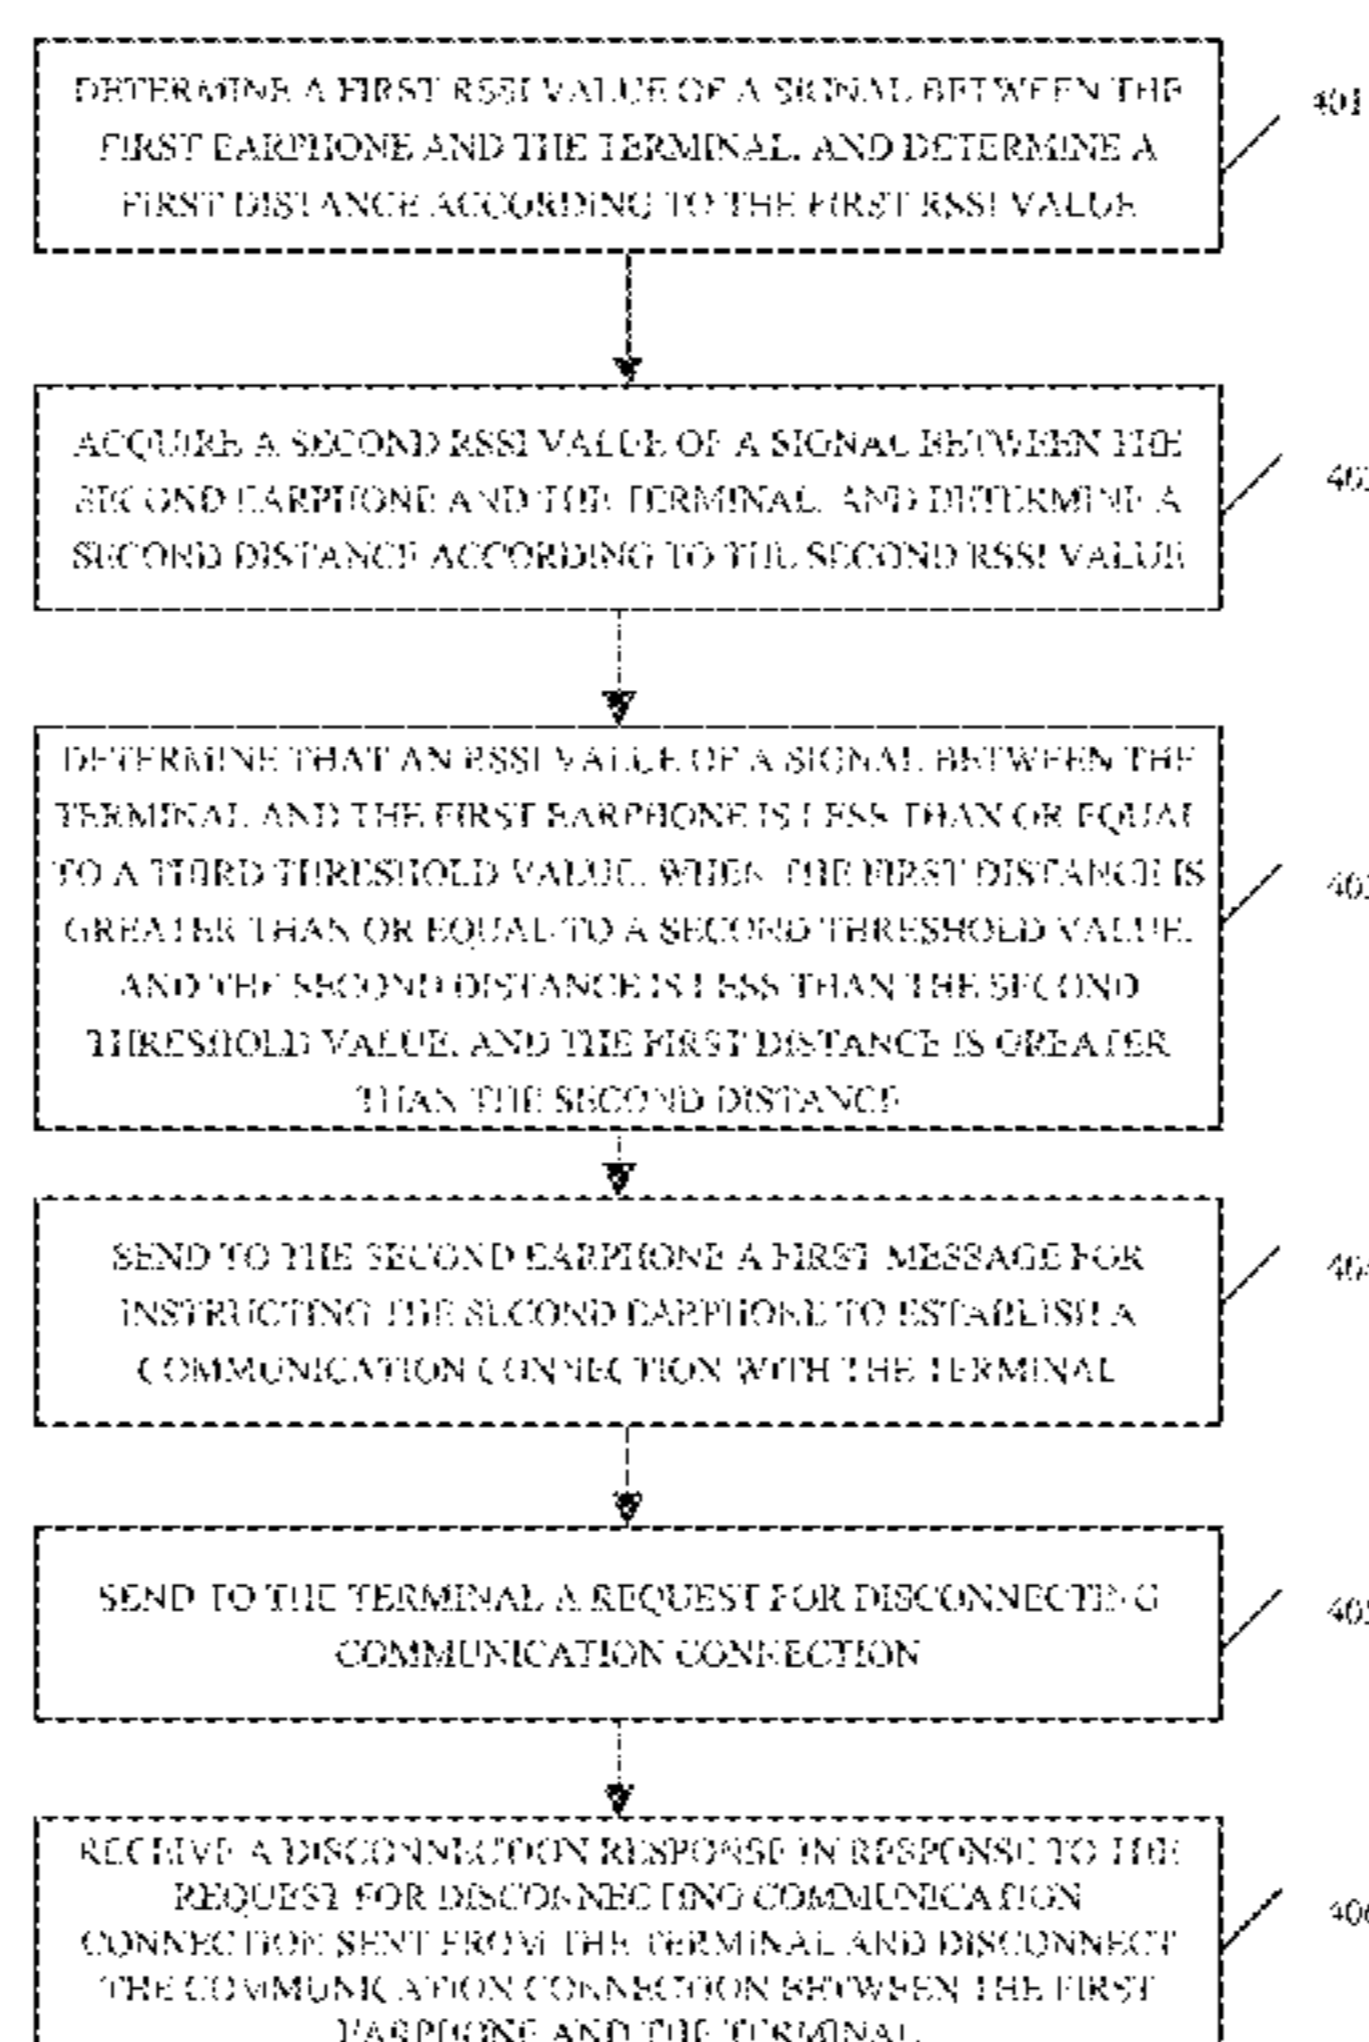 DETERMINE A FIRST RSSI VALUE OF A SIGNAL BETWEEN THE
FIRST EARPHONE AND THE TERMINAL, AND DETERMINE A
FIRST DISTANCE ACCORDING TO THE FIRST RSSI VALUE
401
ACQUIRE A SECOND RSSI VALUE OF A SIGNAL BETWEEN THE
SECOND EARPHONE AND THE TERMINAL, AND DETERMINE A
SECOND DISTANCE ACCORDING TO THE SECOND RSSI VALUE
402
DETERMINE THAT AN RSSI VALUE OF A SIGNAL BETWEEN THE
TERMINAL AND THE FIRST EARPHONE IS LESS THAN OR EQUAL
TO A THIRD THRESHOLD VALUE, WHEN THE FIRST DISTANCE IS
GREATER THAN OR EQUAL TO A SECOND THRESHOLD VALUE,
AND THE SECOND DISTANCE IS LESS THAN THE SECOND
THRESHOLD VALUE, AND THE FIRST DISTANCE IS GREATER
THAN THE SECOND DISTANCE
403
SEND TO THE SECOND EARPHONE A FIRST MESSAGE FOR
INSTRUCTING THE SECOND EARPHONE TO ESTABLISH A
COMMUNICATION CONNECTION WITH THE TERMINAL
404
SEND TO THE TERMINAL A REQUEST FOR DISCONNECTING
COMMUNICATION CONNECTION
405
RECEIVE A DISCONNECTION RESPONSE IN RESPONSE TO THE
REQUEST FOR DISCONNECTING COMMUNICATION
CONNECTION SENT FROM THE TERMINAL AND DISCONNECT
THE COMMUNICATION CONNECTION BETWEEN THE FIRST
EARPHONE AND THE TERMINAL
406